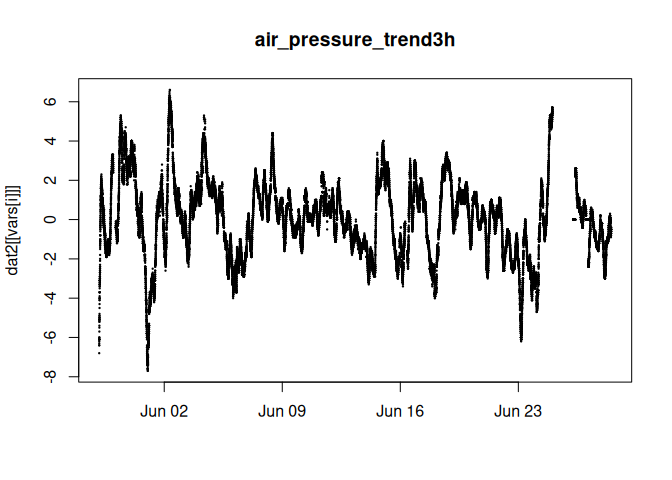 air_pressure_trend3h
dat2[[vars[i]]]
6
4
2
0
-2
-4
-6
-8
Jun 02
Jun 09
Jun 16
Jun 23